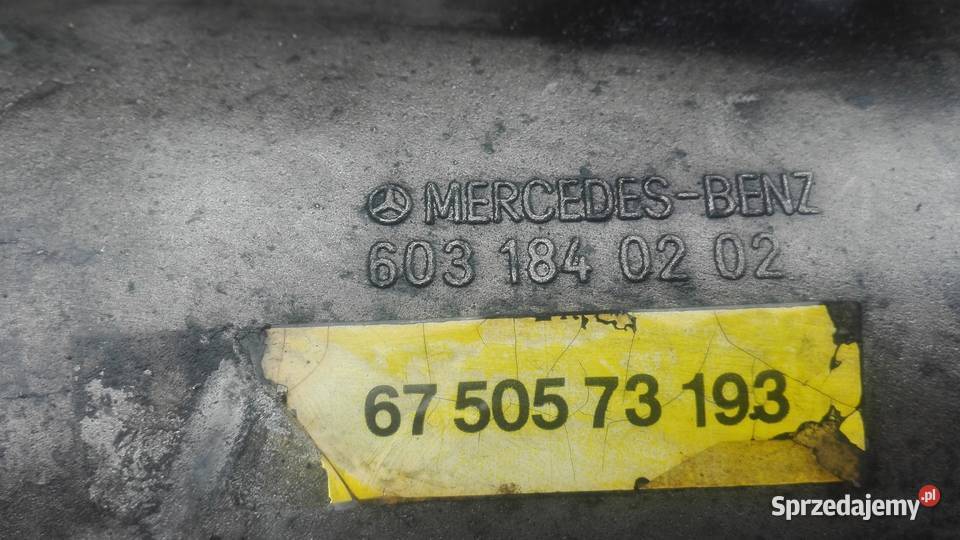 MERCEDES-BENZ
603 184 02 02
67 505 73 193
Sprzedajemy.pl